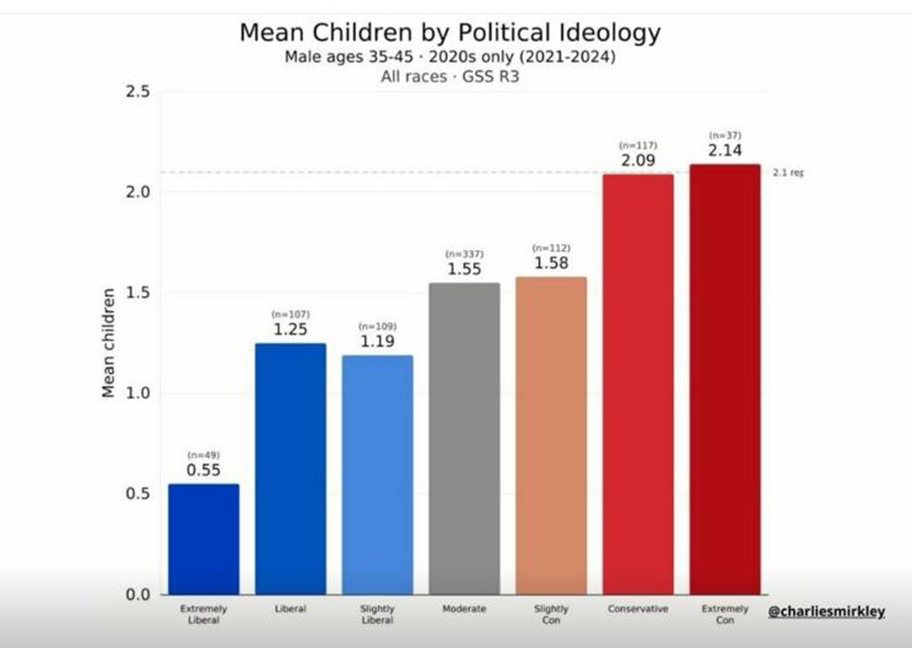 Mean Children by Political Ideology
Male ages 35-45 · 2020s only (2021-2024)
All races · GSS R3
2.5
2.0
1.5
1.0
0.5
0.0
Mean children
(n=49)
0.55
(n=107)
1.25
(n=109)
1.19
(n=337)
1.55
(n=112)
1.58
(n=117)
2.09
(n=37)
2.14
2.1 rep
Extremely
Liberal
Liberal
Slightly
Liberal
Moderate
Slightly
Con
Conservative
Extremely
Con
@charliesmirkley